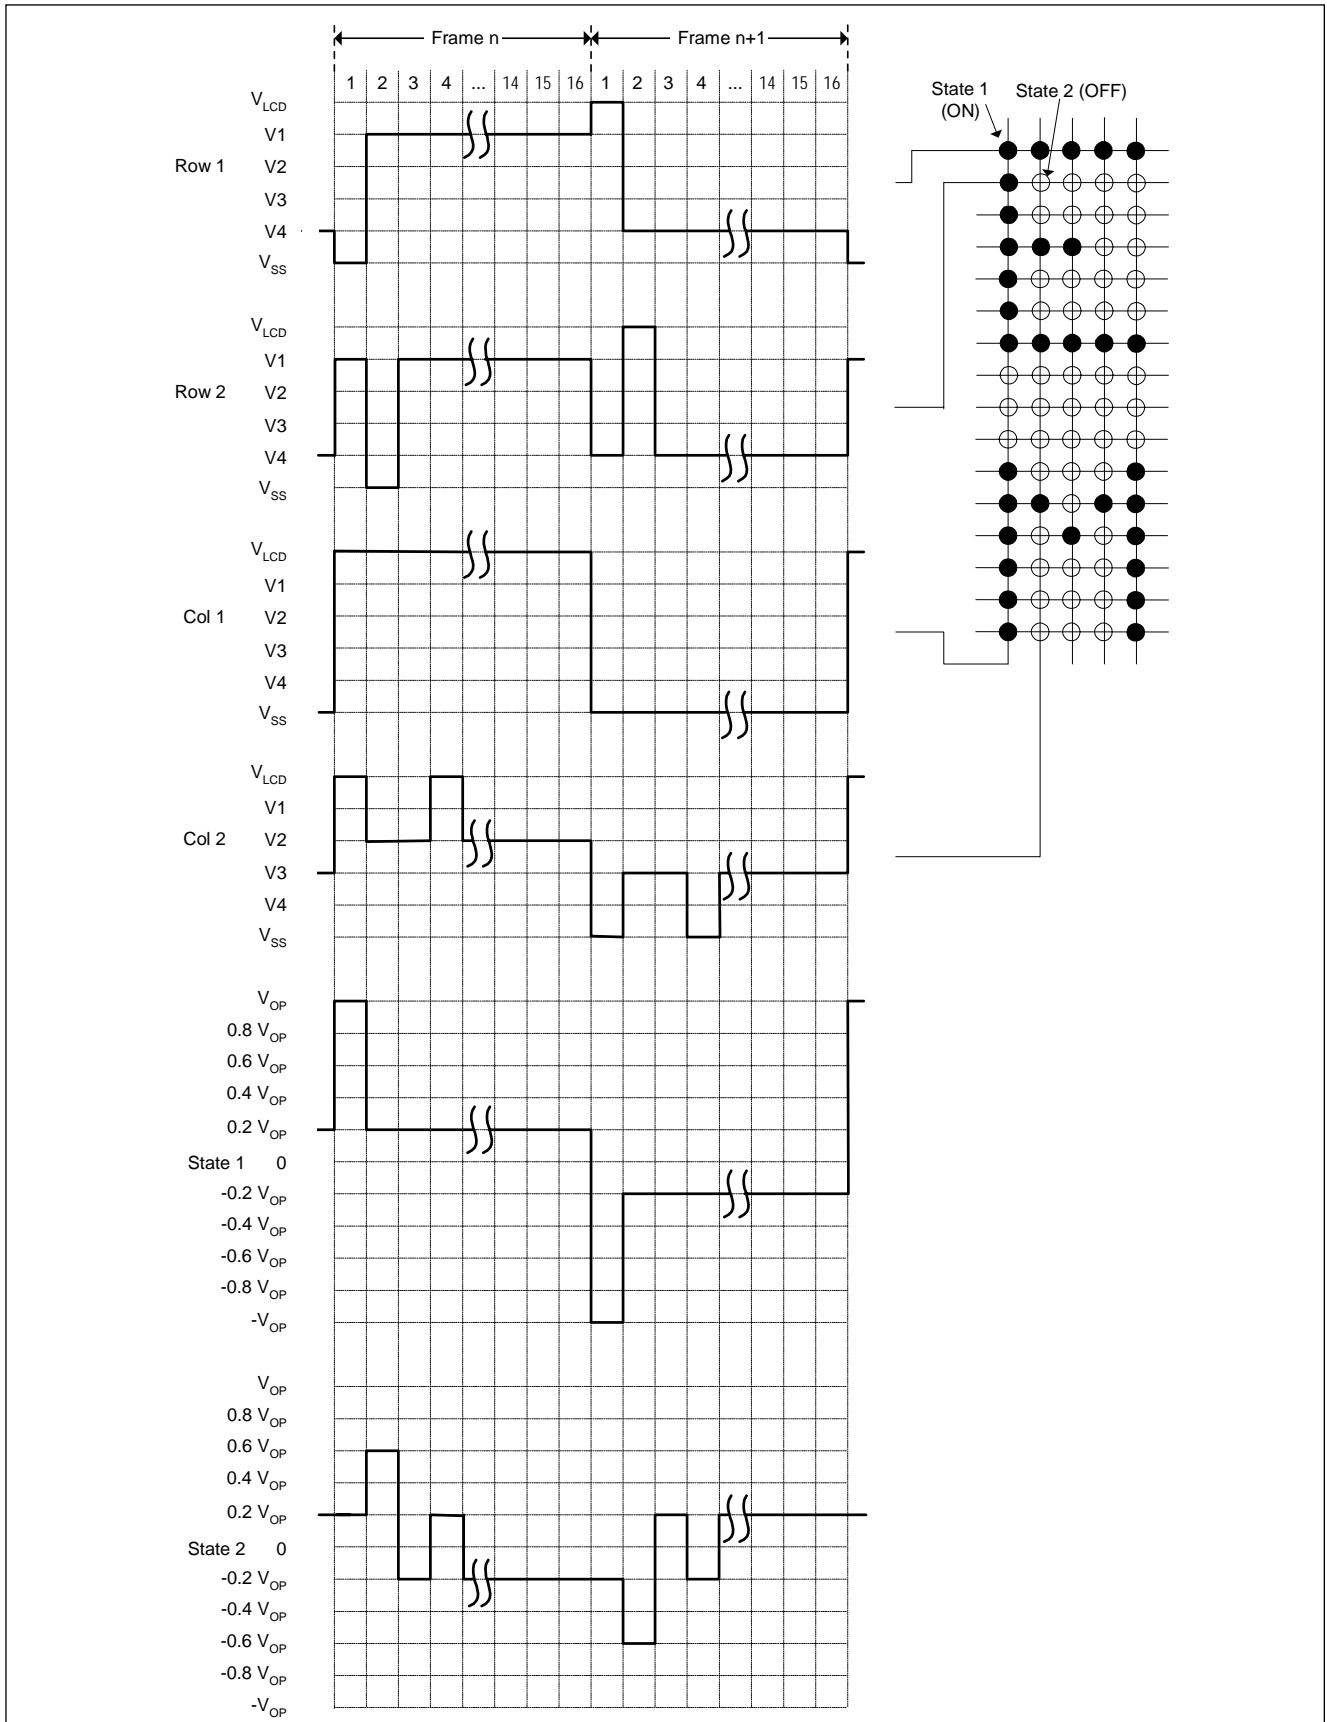 Frame n
Frame n+1
1 2 3 4 ... 14 15 16 1 2 3 4 ... 14 15 16
State 1
(ON)
State 2 (OFF)
VLCD
V1
Row 1 V2
V3
V4
VSS
VLCD
V1
Row 2 V2
V3
V4
VSS
VLCD
V1
Col 1 V2
V3
V4
VSS
VLCD
V1
Col 2 V2
V3
V4
VSS
VOP
0.8 VOP
0.6 VOP
0.4 VOP
0.2 VOP
State 1 0
-0.2 VOP
-0.4 VOP
-0.6 VOP
-0.8 VOP
-VOP
VOP
0.8 VOP
0.6 VOP
0.4 VOP
0.2 VOP
State 2 0
-0.2 VOP
-0.4 VOP
-0.6 VOP
-0.8 VOP
-VOP